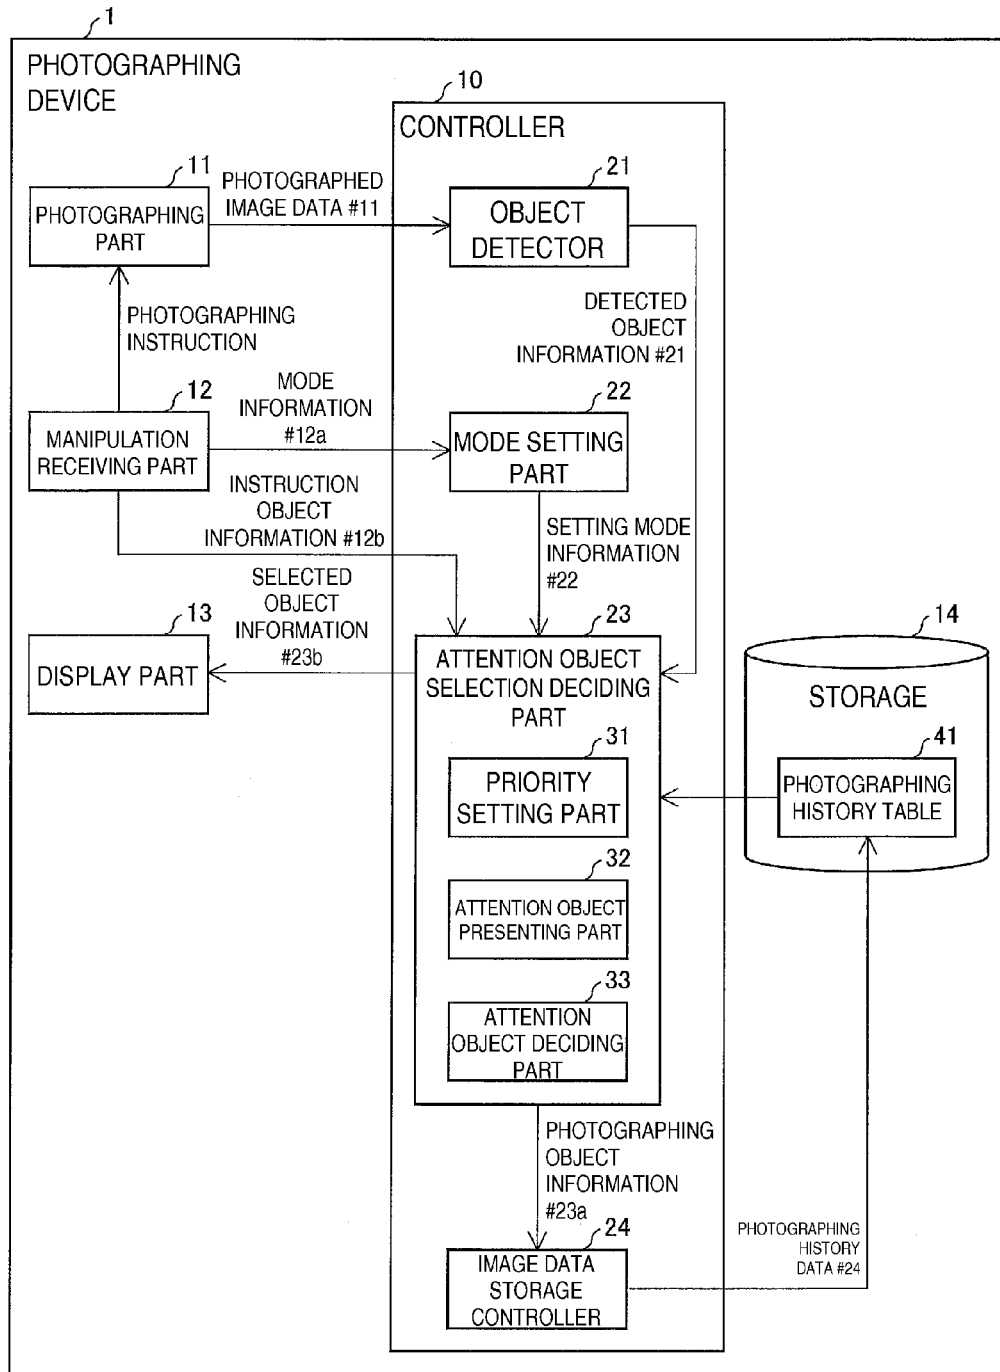 1
PHOTOGRAPHING
DEVICE
10
CONTROLLER
11
PHOTOGRAPHING
PART
PHOTOGRAPHED
IMAGE DATA #11
21
OBJECT
DETECTOR
PHOTOGRAPHING
INSTRUCTION
DETECTED
OBJECT
INFORMATION #21
12
MANIPULATION
RECEIVING PART
MODE
INFORMATION
#12a
22
MODE SETTING
PART
INSTRUCTION
OBJECT
INFORMATION #12b
SETTING MODE
INFORMATION
#22
13
DISPLAY PART
SELECTED
OBJECT
INFORMATION
#23b
23
ATTENTION OBJECT
SELECTION DECIDING
PART
14
STORAGE
31
PRIORITY
SETTING PART
41
PHOTOGRAPHING
HISTORY TABLE
32
ATTENTION OBJECT
PRESENTING PART
33
ATTENTION
OBJECT DECIDING
PART
PHOTOGRAPHING
OBJECT
INFORMATION
#23a
24
IMAGE DATA
STORAGE
CONTROLLER
PHOTOGRAPHING
HISTORY
DATA #24